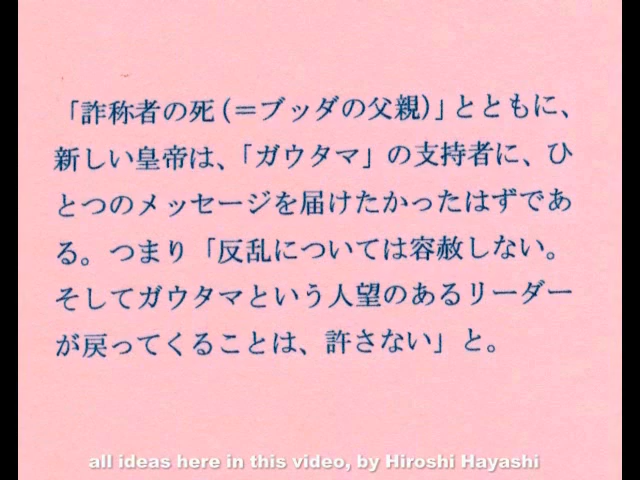 「詐称者の死(＝ブッダの父親)」とともに、
新しい皇帝は、「ガウタマ」の支持者に、ひ
とつのメッセージを届けたかったはずであ
る。つまり「反乱については容赦しない。
そしてガウタマという人望のあるリーダー
が戻ってくることは、許さない」と。
all ideas here in this video, by Hiroshi Hayashi